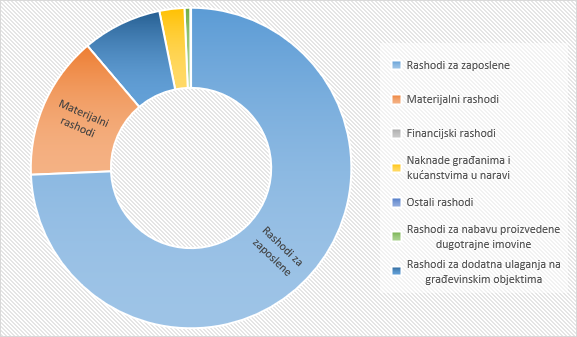 Materijalni
rashodi
Rashodi za
zaposlene
Rashodi za zaposlene
Materijalni rashodi
Financijski rashodi
Naknade građanima i
kućanstvima u naravi
Ostali rashodi
Rashodi za nabavu proizvedene
dugotrajne imovine
Rashodi za dodatna ulaganja na
građevinskim objektima